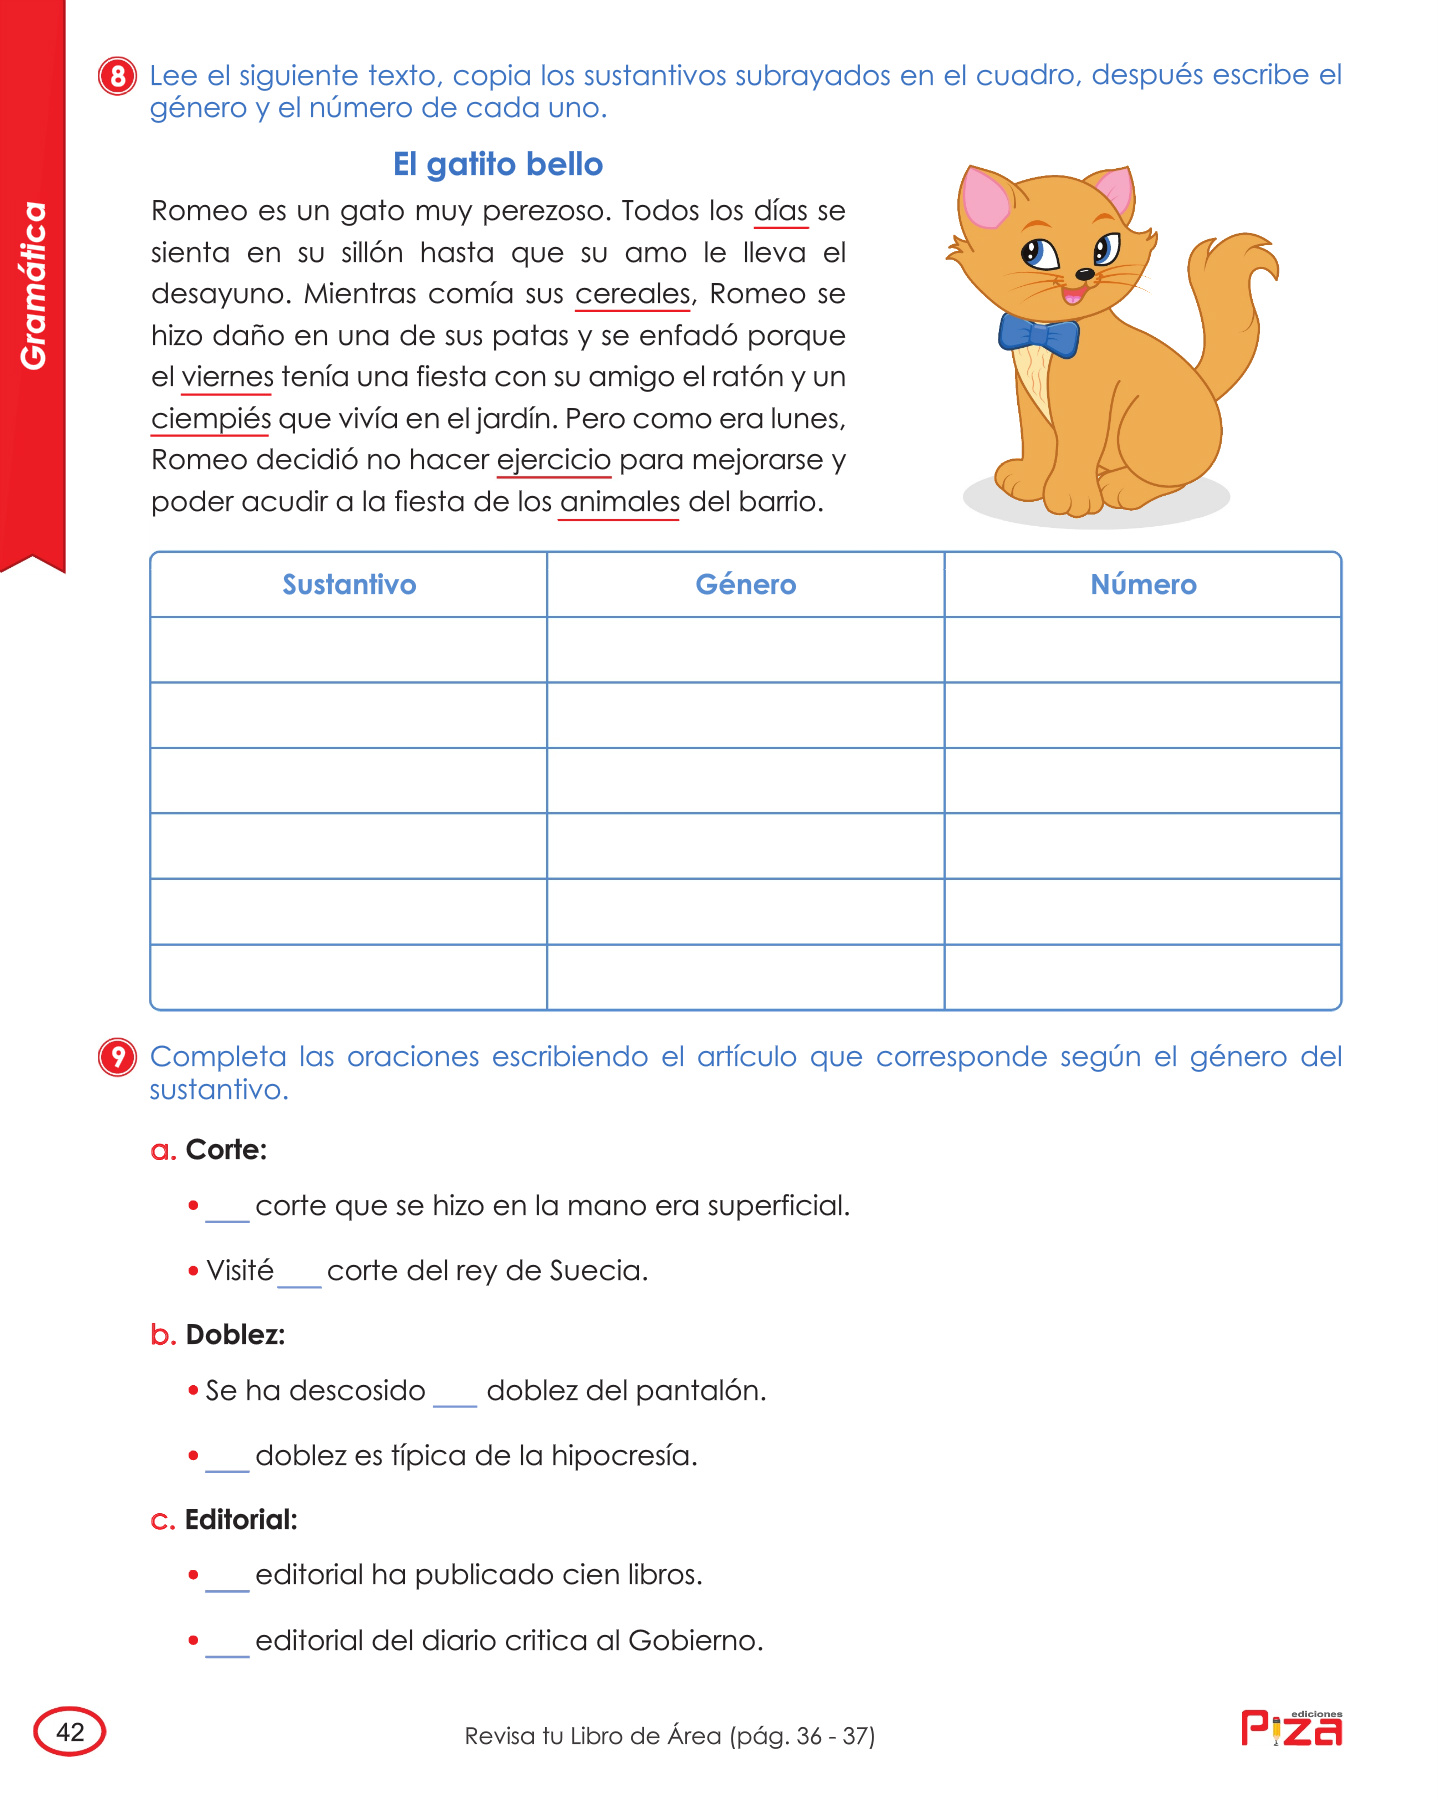 Gramática
8 Lee el siguiente texto, copia los sustantivos subrayados en el cuadro, después escribe el
género y el número de cada uno.
El gatito bello
Romeo es un gato muy perezoso. Todos los días se
sienta en su sillón hasta que su amo le lleva el
desayuno. Mientras comía sus cereales, Romeo se
hizo daño en una de sus patas y se enfadó porque
el viernes tenía una fiesta con su amigo el ratón y un
ciempiés que vivía en el jardín. Pero como era lunes,
Romeo decidió no hacer ejercicio para mejorarse y
poder acudir a la fiesta de los animales del barrio.
Sustantivo Género Número
9 Completa las oraciones escribiendo el artículo que corresponde según el género del
sustantivo.
a. Corte:
• ___ corte que se hizo en la mano era superficial.
• Visité ___ corte del rey de Suecia.
b. Doblez:
• Se ha descosido ___ doblez del pantalón.
• ___ doblez es típica de la hipocresía.
c. Editorial:
• ___ editorial ha publicado cien libros.
• ___ editorial del diario critica al Gobierno.
42
Revisa tu Libro de Área (pág. 36 - 37)
ediciones
Piza